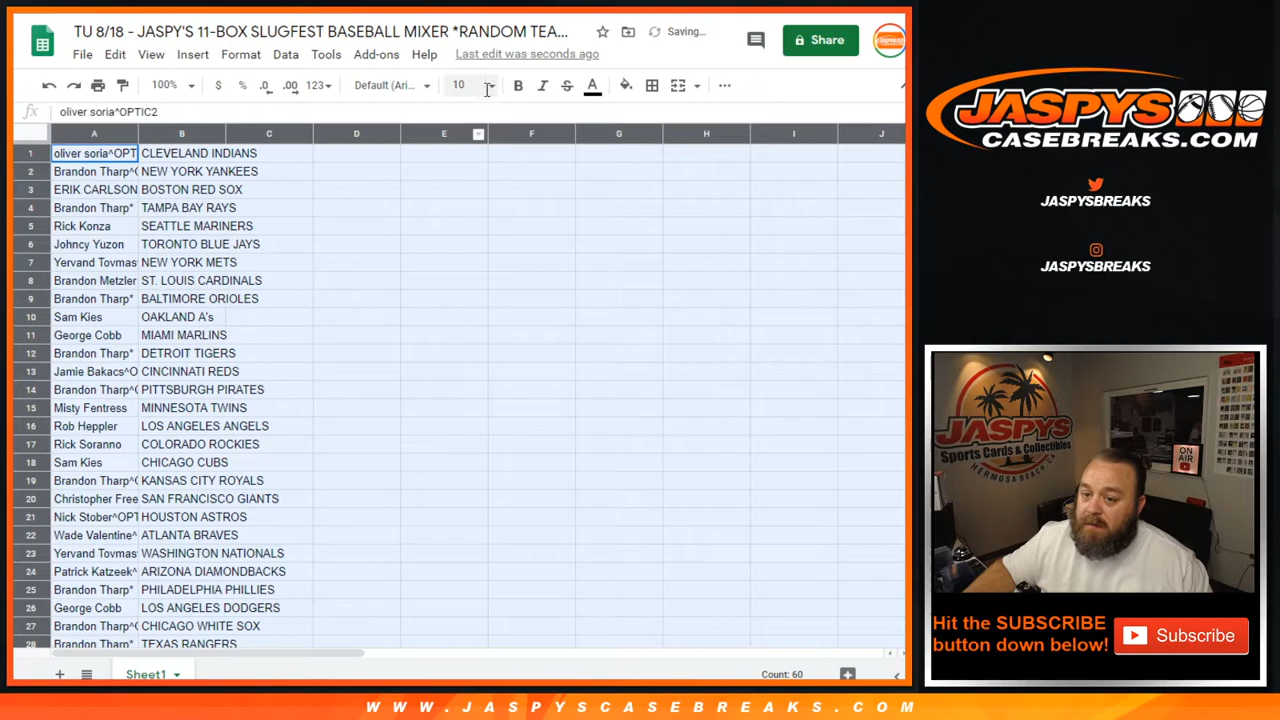 TU 8/18 - JASPY'S 11-BOX SLUGFEST BASEBALL MIXER *RANDOM TEA...
Saving...
Share
File Edit View Insert Format Data Tools Add-ons Help Last edit was seconds ago
100% $ % .0 .00 123 Default (Ari... 10 B I S A
fx oliver soria^OPTIC2
A B C D E F G H I J
1 oliver soria^OPT CLEVELAND INDIANS
2 Brandon Tharp^( NEW YORK YANKEES
3 ERIK CARLSON BOSTON RED SOX
4 Brandon Tharp* TAMPA BAY RAYS
5 Rick Konza SEATTLE MARINERS
6 Johncy Yuzon TORONTO BLUE JAYS
7 Yervand Tovmas NEW YORK METS
8 Brandon Metzler ST. LOUIS CARDINALS
9 Brandon Tharp* BALTIMORE ORIOLES
10 Sam Kies OAKLAND A's
11 George Cobb MIAMI MARLINS
12 Brandon Tharp* DETROIT TIGERS
13 Jamie Bakacs^O CINCINNATI REDS
14 Brandon Tharp^( PITTSBURGH PIRATES
15 Misty Fentress MINNESOTA TWINS
16 Rob Heppler LOS ANGELES ANGELS
17 Rick Soranno COLORADO ROCKIES
18 Sam Kies CHICAGO CUBS
19 Brandon Tharp^( KANSAS CITY ROYALS
20 Christopher Free SAN FRANCISCO GIANTS
21 Nick Stober^OPT HOUSTON ASTROS
22 Wade Valentine^ ATLANTA BRAVES
23 Yervand Tovmas WASHINGTON NATIONALS
24 Patrick Katzeek^ ARIZONA DIAMONDBACKS
25 Brandon Tharp* PHILADELPHIA PHILLIES
26 George Cobb LOS ANGELES DODGERS
27 Brandon Tharp^( CHICAGO WHITE SOX
28 Brandon Tharp* TEXAS RANGERS
Sheet1 Count: 60
JASPYS
CASEBREAKS.COM
JASPYSBREAKS
JASPYSBREAKS
JASPYS
Sports Cards & Collectibles
HERMOSA BEACH, CA
ON AIR
Hit the SUBSCRIBE
button down below!
Subscribe
WWW.JASPYSCASEBREAKS.COM